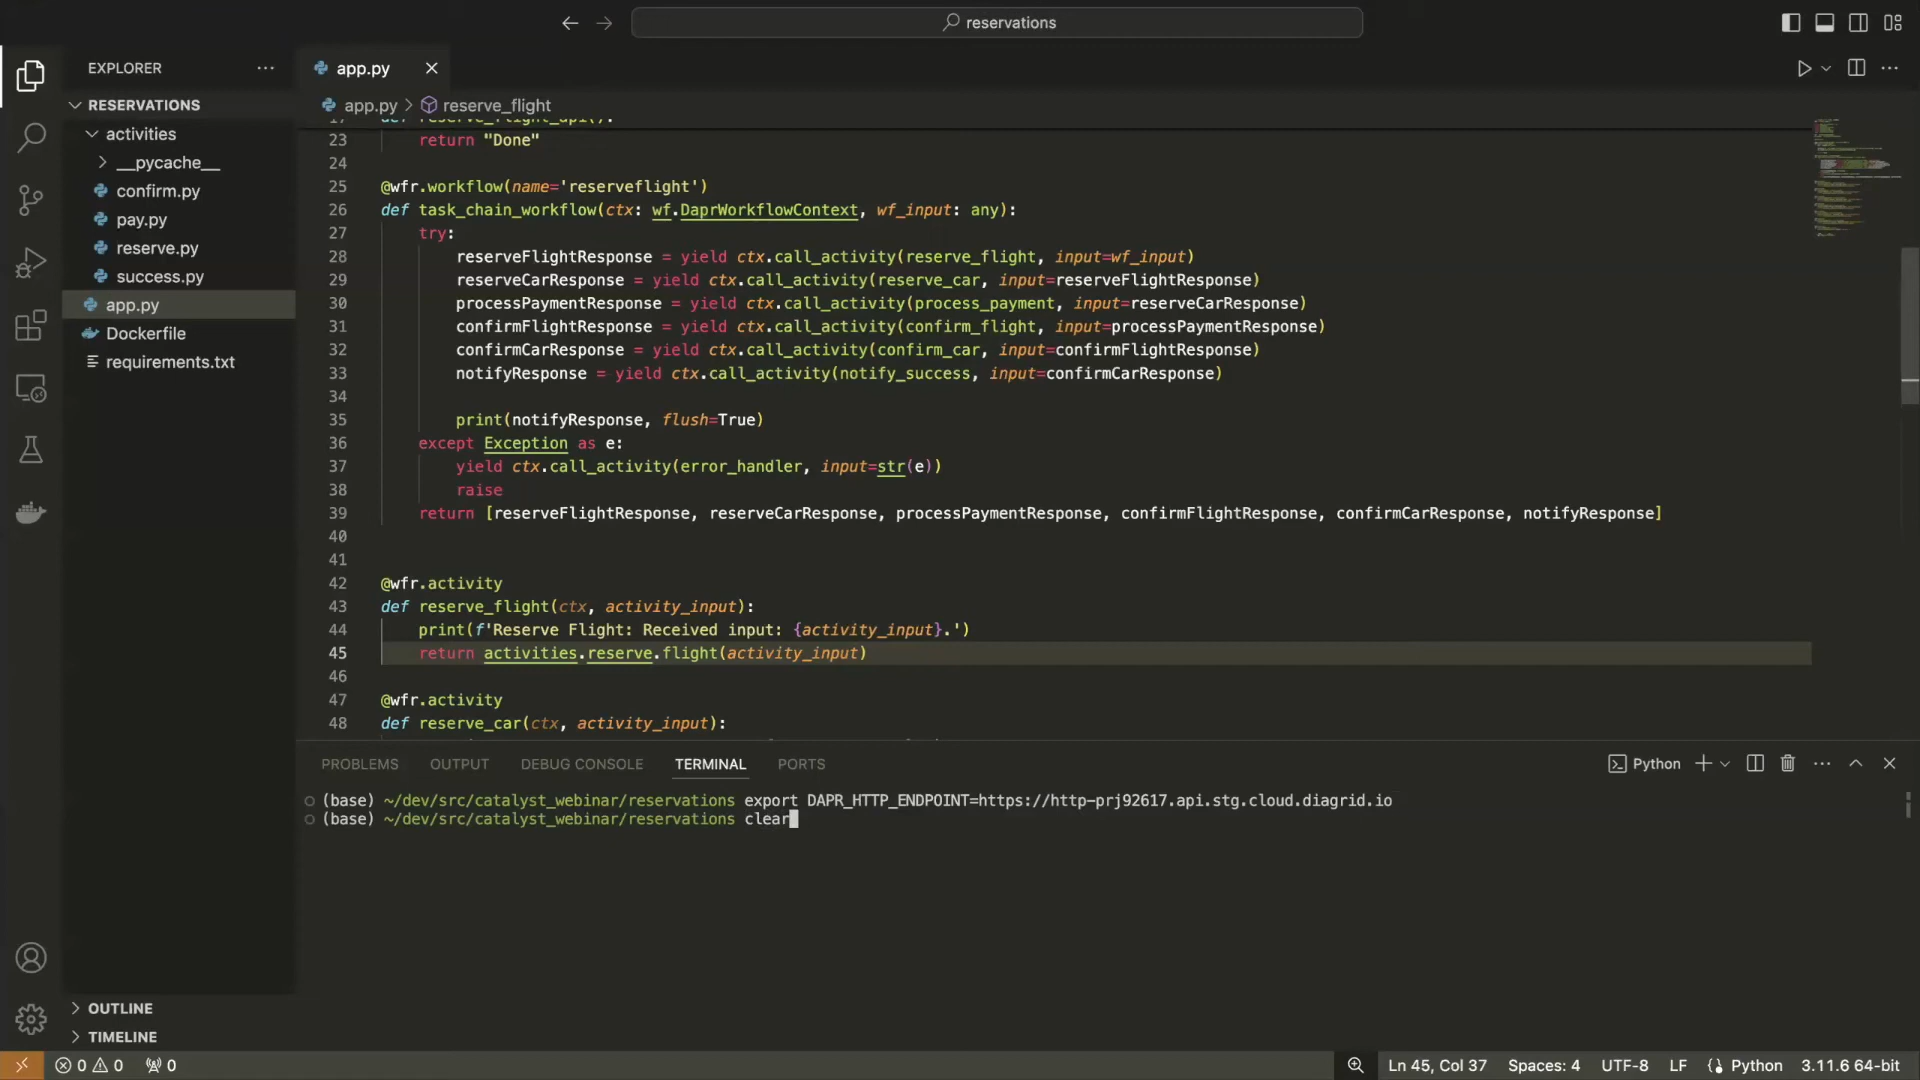 reservations
EXPLORER
RESERVATIONS
activities
__pycache__
confirm.py
pay.py
reserve.py
success.py
app.py
Dockerfile
requirements.txt
OUTLINE
TIMELINE
app.py
app.py > reserve_flight
17 def reserve_flight_api():
23 return "Done"
24
25 @wfr.workflow(name='reserveflight')
26 def task_chain_workflow(ctx: wf.DaprWorkflowContext, wf_input: any):
27 try:
28 reserveFlightResponse = yield ctx.call_activity(reserve_flight, input=wf_input)
29 reserveCarResponse = yield ctx.call_activity(reserve_car, input=reserveFlightResponse)
30 processPaymentResponse = yield ctx.call_activity(process_payment, input=reserveCarResponse)
31 confirmFlightResponse = yield ctx.call_activity(confirm_flight, input=processPaymentResponse)
32 confirmCarResponse = yield ctx.call_activity(confirm_car, input=confirmFlightResponse)
33 notifyResponse = yield ctx.call_activity(notify_success, input=confirmCarResponse)
34
35 print(notifyResponse, flush=True)
36 except Exception as e:
37 yield ctx.call_activity(error_handler, input=str(e))
38 raise
39 return [reserveFlightResponse, reserveCarResponse, processPaymentResponse, confirmFlightResponse, confirmCarResponse, notifyResponse]
40
41
42 @wfr.activity
43 def reserve_flight(ctx, activity_input):
44 print(f'Reserve Flight: Received input: {activity_input}.')
45 return activities.reserve.flight(activity_input)
46
47 @wfr.activity
48 def reserve_car(ctx, activity_input):
PROBLEMS OUTPUT DEBUG CONSOLE TERMINAL PORTS Python
(base) ~/dev/src/catalyst_webinar/reservations export DAPR_HTTP_ENDPOINT=https://http-prj92617.api.stg.cloud.diagrid.io
(base) ~/dev/src/catalyst_webinar/reservations clear
0 0 0 Ln 45, Col 37 Spaces: 4 UTF-8 LF Python 3.11.6 64-bit